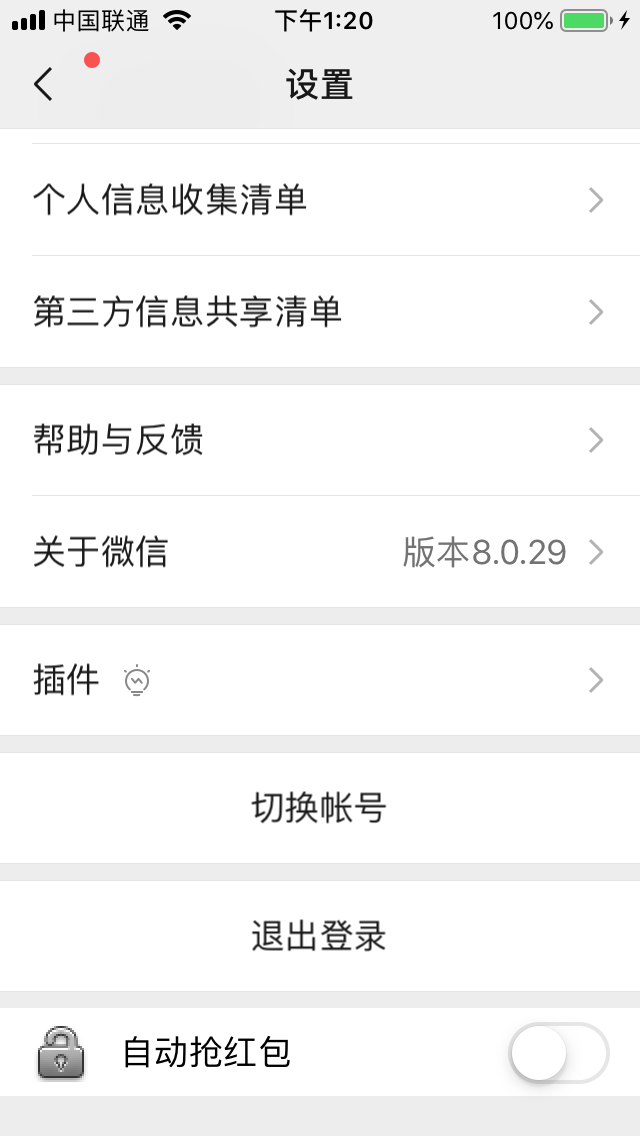 中国联通 下午1:20 100%
设置
个人信息收集清单
第三方信息共享清单
帮助与反馈
关于微信 版本8.0.29
插件
切换帐号
退出登录
自动抢红包